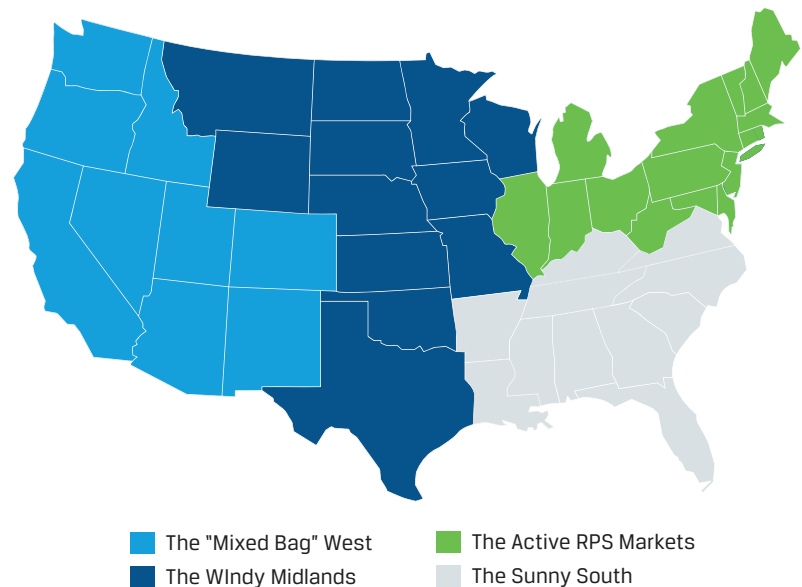 The "Mixed Bag" West
The WIndy Midlands
The Active RPS Markets
The Sunny South